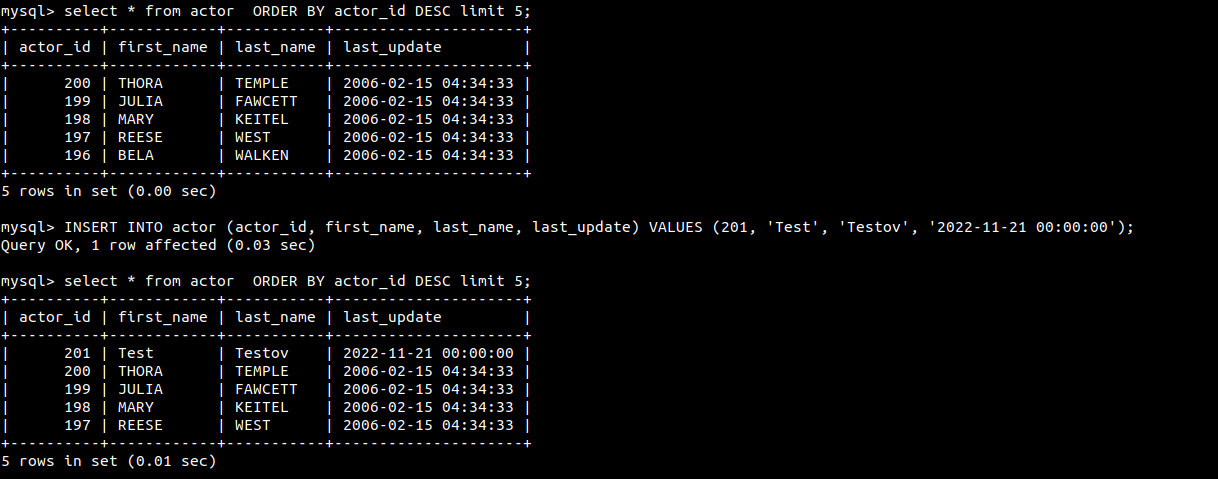 mysql> select * from actor  ORDER BY actor_id DESC limit 5;
+----------+------------+-----------+---------------------+
| actor_id | first_name | last_name | last_update         |
+----------+------------+-----------+---------------------+
|      200 | THORA      | TEMPLE    | 2006-02-15 04:34:33 |
|      199 | JULIA      | FAWCETT   | 2006-02-15 04:34:33 |
|      198 | MARY       | KEITEL    | 2006-02-15 04:34:33 |
|      197 | REESE      | WEST      | 2006-02-15 04:34:33 |
|      196 | BELA       | WALKEN    | 2006-02-15 04:34:33 |
+----------+------------+-----------+---------------------+
5 rows in set (0.00 sec)

mysql> INSERT INTO actor (actor_id, first_name, last_name, last_update) VALUES (201, 'Test', 'Testov', '2022-11-21 00:00:00');
Query OK, 1 row affected (0.03 sec)

mysql> select * from actor  ORDER BY actor_id DESC limit 5;
+----------+------------+-----------+---------------------+
| actor_id | first_name | last_name | last_update         |
+----------+------------+-----------+---------------------+
|      201 | Test       | Testov    | 2022-11-21 00:00:00 |
|      200 | THORA      | TEMPLE    | 2006-02-15 04:34:33 |
|      199 | JULIA      | FAWCETT   | 2006-02-15 04:34:33 |
|      198 | MARY       | KEITEL    | 2006-02-15 04:34:33 |
|      197 | REESE      | WEST      | 2006-02-15 04:34:33 |
+----------+------------+-----------+---------------------+
5 rows in set (0.01 sec)